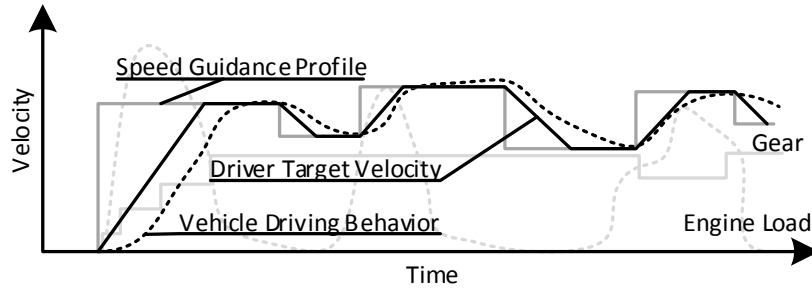 Speed Guidance Profile
Velocity
Gear
Driver Target Velocity
Vehicle Driving Behavior
Engine Load
Time